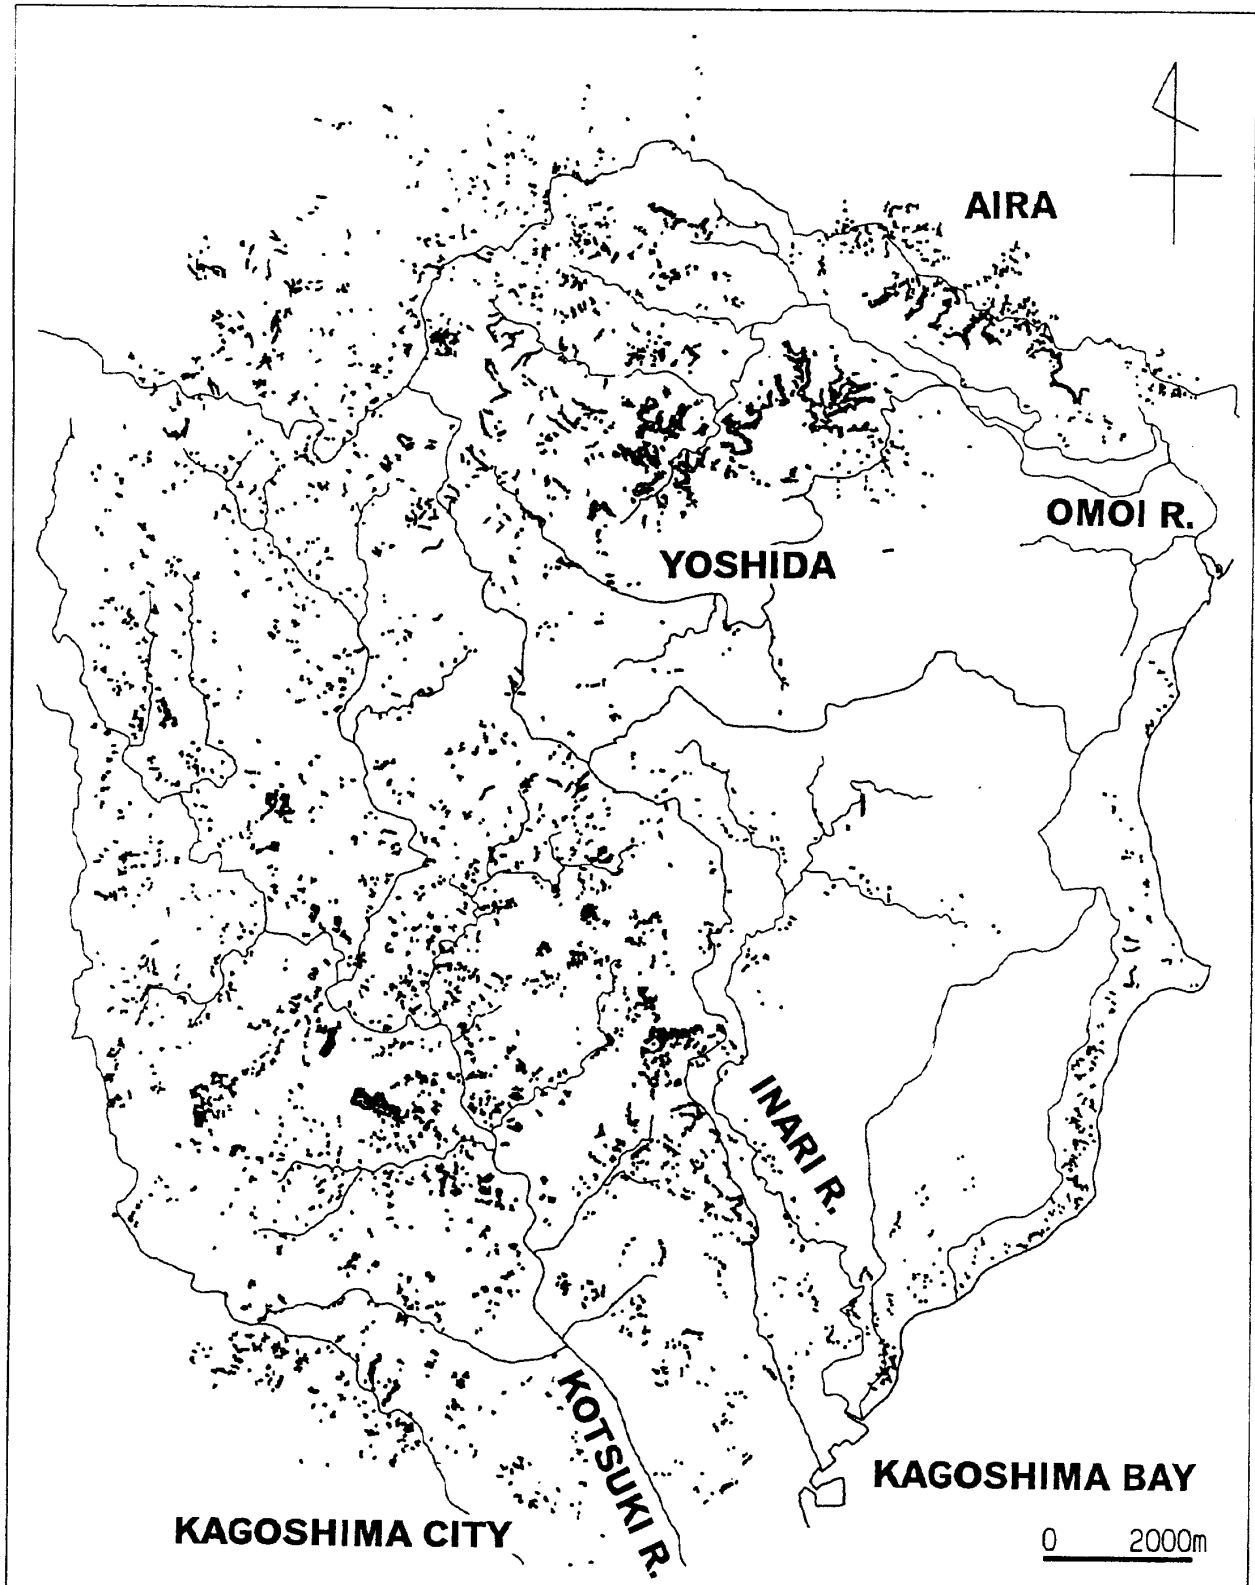 AIRA
OMOI R.
YOSHIDA
INARI R.
KOTSUKI R.
KAGOSHIMA BAY
KAGOSHIMA CITY
0 2000m